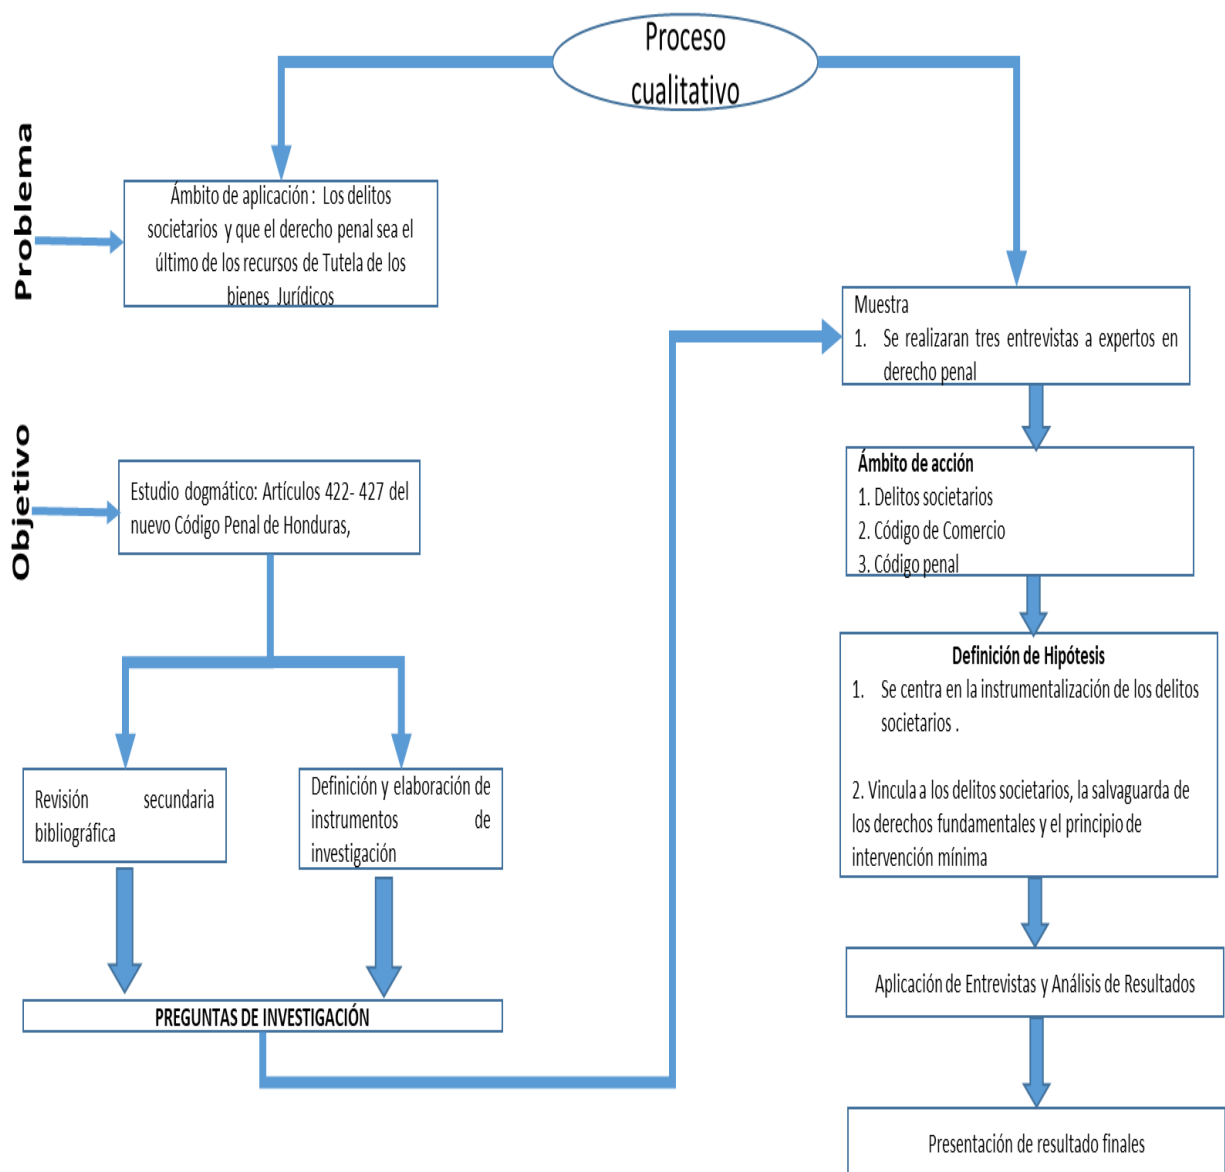 Proceso
cualitativo
Problema
Ámbito de aplicación : Los delitos
societarios y que el derecho penal sea el
último de los recursos de Tutela de los
bienes Jurídicos
Objetivo
Estudio dogmático: Artículos 422- 427 del
nuevo Código Penal de Honduras,
Revisión secundaria
bibliográfica
Definición y elaboración de
instrumentos de
investigación
PREGUNTAS DE INVESTIGACIÓN
Muestra
1. Se realizaran tres entrevistas a expertos en
derecho penal
Ámbito de acción
1. Delitos societarios
2. Código de Comercio
3. Código penal
Definición de Hipótesis
1. Se centra en la instrumentalización de los delitos
societarios .
2. Vincula a los delitos societarios, la salvaguarda de
los derechos fundamentales y el principio de
intervención mínima
Aplicación de Entrevistas y Análisis de Resultados
Presentación de resultado finales